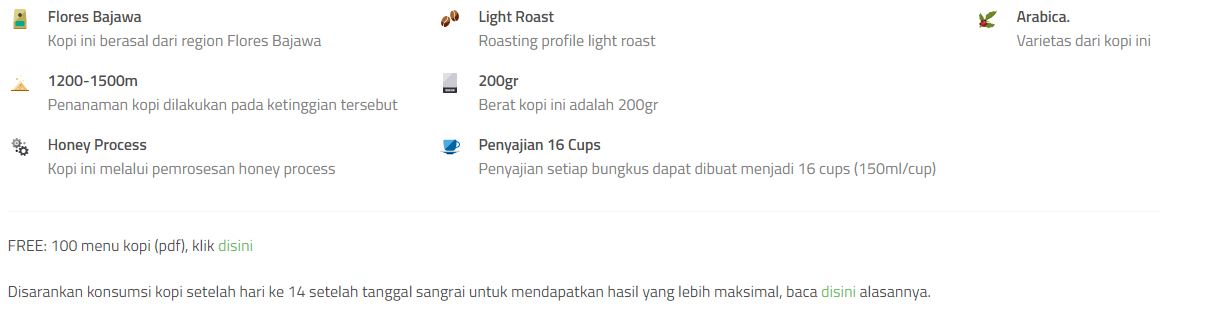 Flores Bajawa
Kopi ini berasal dari region Flores Bajawa
Light Roast
Roasting profile light roast
Arabica.
Varietas dari kopi ini
1200-1500m
Penanaman kopi dilakukan pada ketinggian tersebut
200gr
Berat kopi ini adalah 200gr
Honey Process
Kopi ini melalui pemrosesan honey process
Penyajian 16 Cups
Penyajian setiap bungkus dapat dibuat menjadi 16 cups (150ml/cup)
FREE: 100 menu kopi (pdf), klik disini
Disarankan konsumsi kopi setelah hari ke 14 setelah tanggal sangrai untuk mendapatkan hasil yang lebih maksimal, baca disini alasannya.